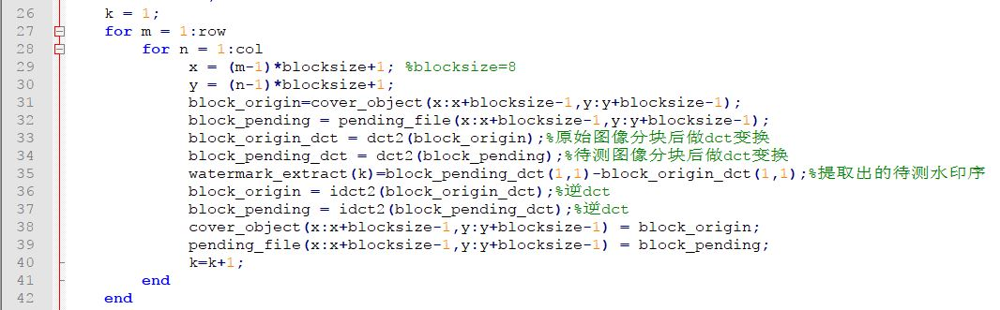 26 k = 1;
27 for m = 1:row
28 for n = 1:col
29 x = (m-1)*blocksize+1; %blocksize=8
30 y = (n-1)*blocksize+1;
31 block_origin=cover_object(x:x+blocksize-1,y:y+blocksize-1);
32 block_pending = pending_file(x:x+blocksize-1,y:y+blocksize-1);
33 block_origin_dct = dct2(block_origin);%原始图像分块后做dct变换
34 block_pending_dct = dct2(block_pending);%待测图像分块后做dct变换
35 watermark_extract(k)=block_pending_dct(1,1)-block_origin_dct(1,1);%提取出的待测水印序
36 block_origin = idct2(block_origin_dct);%逆dct
37 block_pending = idct2(block_pending_dct);%逆dct
38 cover_object(x:x+blocksize-1,y:y+blocksize-1) = block_origin;
39 pending_file(x:x+blocksize-1,y:y+blocksize-1) = block_pending;
40 k=k+1;
41 end
42 end